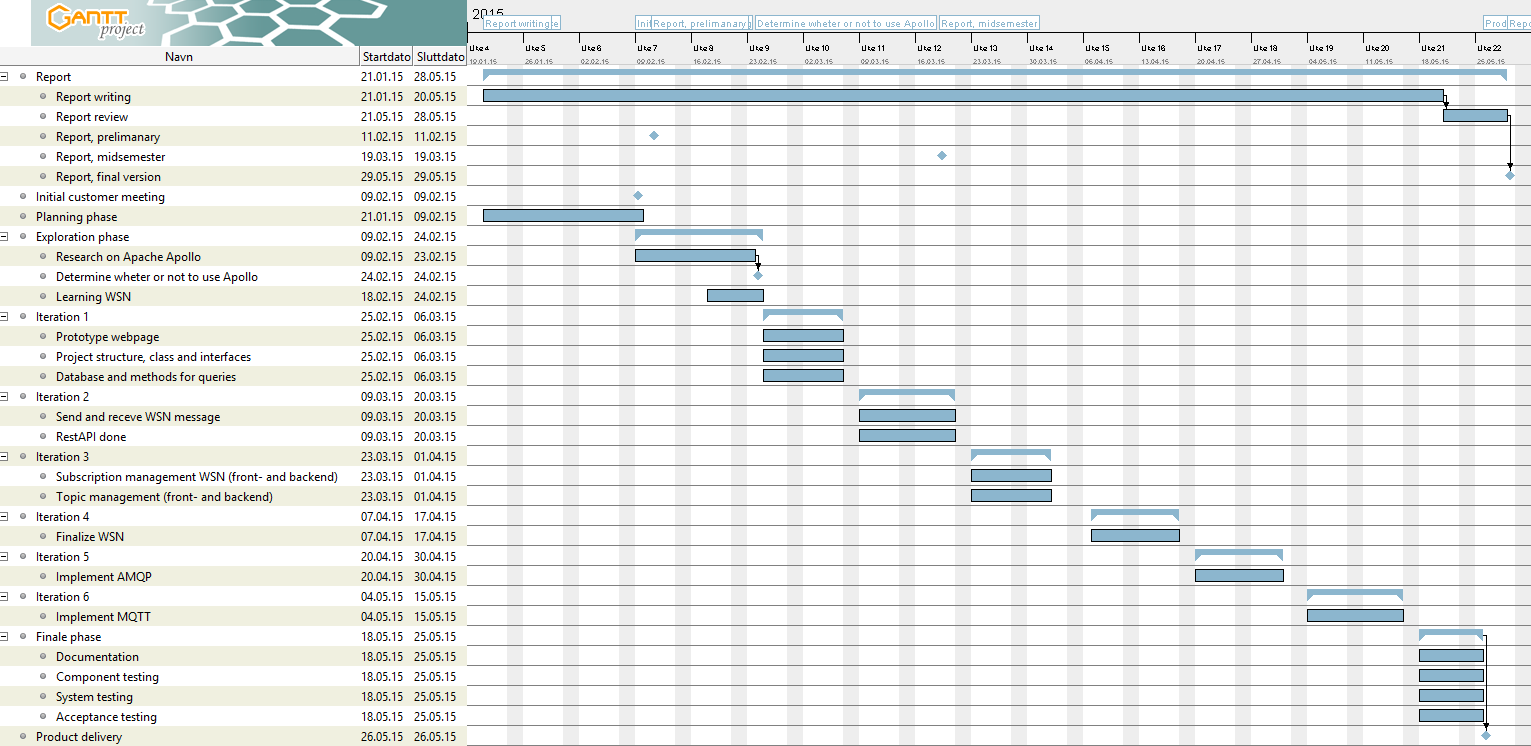 GANTT
project
2015
Report writing
Init
Report, prelimanary
Determine wheter or not to use Apollo
Report, midsemester
Prod
Repo
Navn Startdato Sluttdato
Uke 4 Uke 5 Uke 6 Uke 7 Uke 8 Uke 9 Uke 10 Uke 11 Uke 12 Uke 13 Uke 14 Uke 15 Uke 16 Uke 17 Uke 18 Uke 19 Uke 20 Uke 21 Uke 22
19.01.15 26.01.15 02.02.15 09.02.15 16.02.15 23.02.15 02.03.15 09.03.15 16.03.15 23.03.15 30.03.15 06.04.15 13.04.15 20.04.15 27.04.15 04.05.15 11.05.15 18.05.15 25.05.15
Report 21.01.15 28.05.15
Report writing 21.01.15 20.05.15
Report review 21.05.15 28.05.15
Report, prelimanary 11.02.15 11.02.15
Report, midsemester 19.03.15 19.03.15
Report, final version 29.05.15 29.05.15
Initial customer meeting 09.02.15 09.02.15
Planning phase 21.01.15 09.02.15
Exploration phase 09.02.15 24.02.15
Research on Apache Apollo 09.02.15 23.02.15
Determine wheter or not to use Apollo 24.02.15 24.02.15
Learning WSN 18.02.15 24.02.15
Iteration 1 25.02.15 06.03.15
Prototype webpage 25.02.15 06.03.15
Project structure, class and interfaces 25.02.15 06.03.15
Database and methods for queries 25.02.15 06.03.15
Iteration 2 09.03.15 20.03.15
Send and receve WSN message 09.03.15 20.03.15
RestAPI done 09.03.15 20.03.15
Iteration 3 23.03.15 01.04.15
Subscription management WSN (front- and backend) 23.03.15 01.04.15
Topic management (front- and backend) 23.03.15 01.04.15
Iteration 4 07.04.15 17.04.15
Finalize WSN 07.04.15 17.04.15
Iteration 5 20.04.15 30.04.15
Implement AMQP 20.04.15 30.04.15
Iteration 6 04.05.15 15.05.15
Implement MQTT 04.05.15 15.05.15
Finale phase 18.05.15 25.05.15
Documentation 18.05.15 25.05.15
Component testing 18.05.15 25.05.15
System testing 18.05.15 25.05.15
Acceptance testing 18.05.15 25.05.15
Product delivery 26.05.15 26.05.15